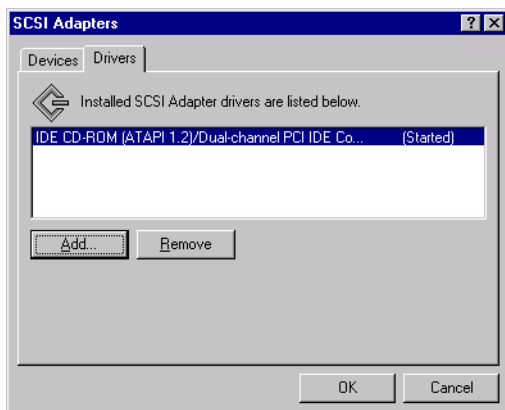 SCSI Adapters
Devices Drivers
Installed SCSI Adapter drivers are listed below.
IDE CD-ROM (ATAPI 1.2)/Dual-channel PCI IDE Co... (Started)
Add... Remove
OK Cancel